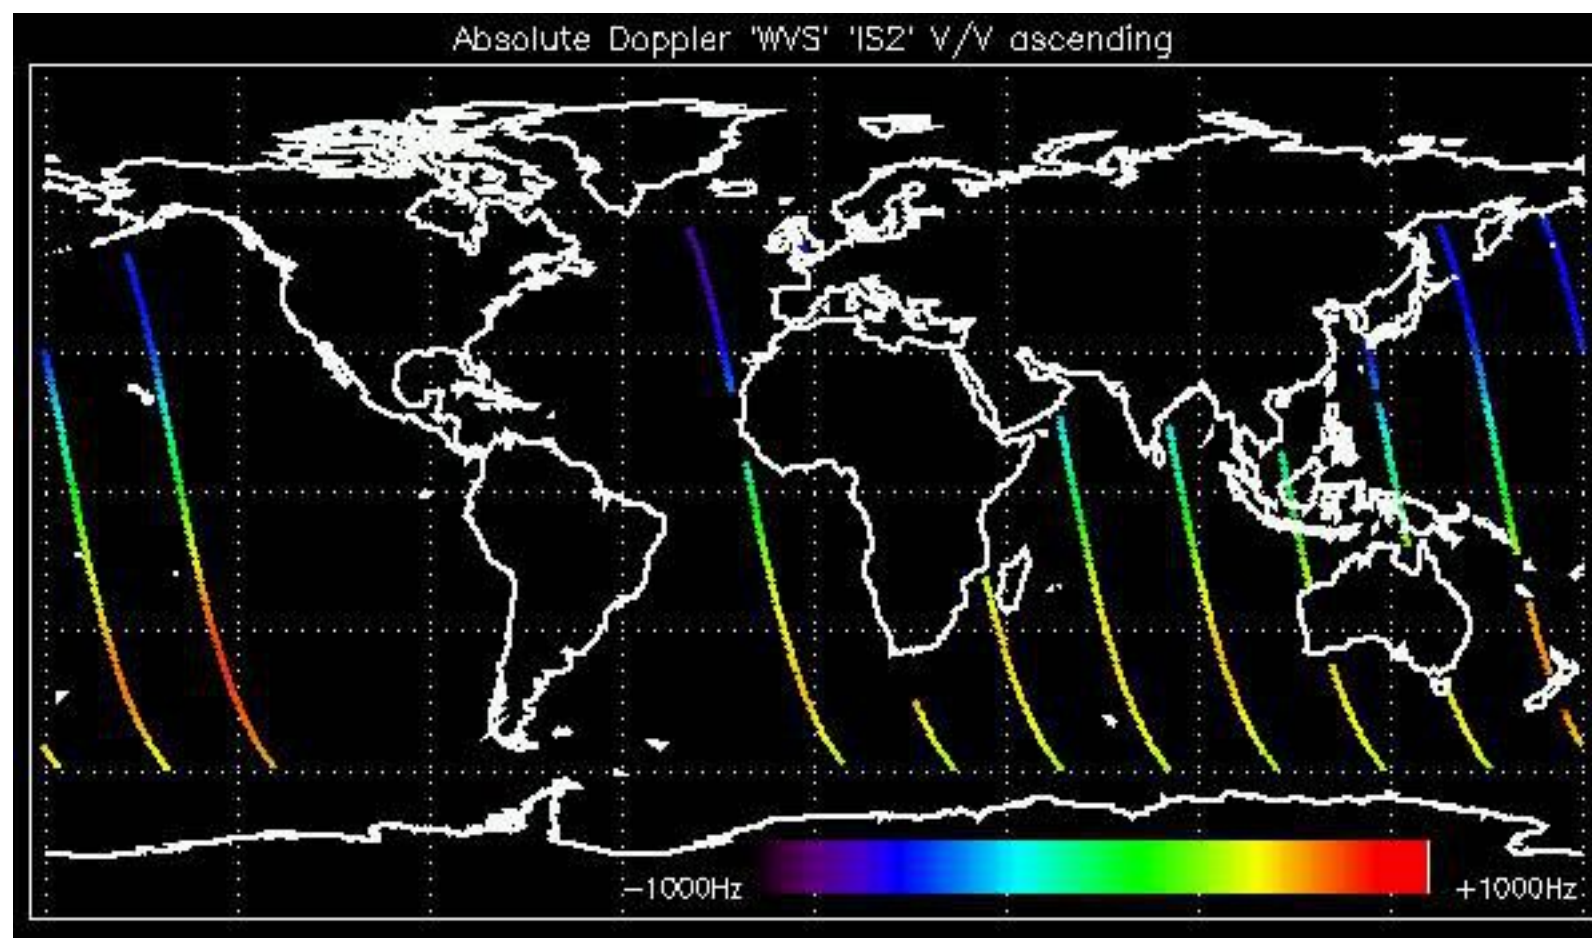 Absolute Doppler 'WVS' 'IS2' V/V ascending
−1000Hz
+1000Hz